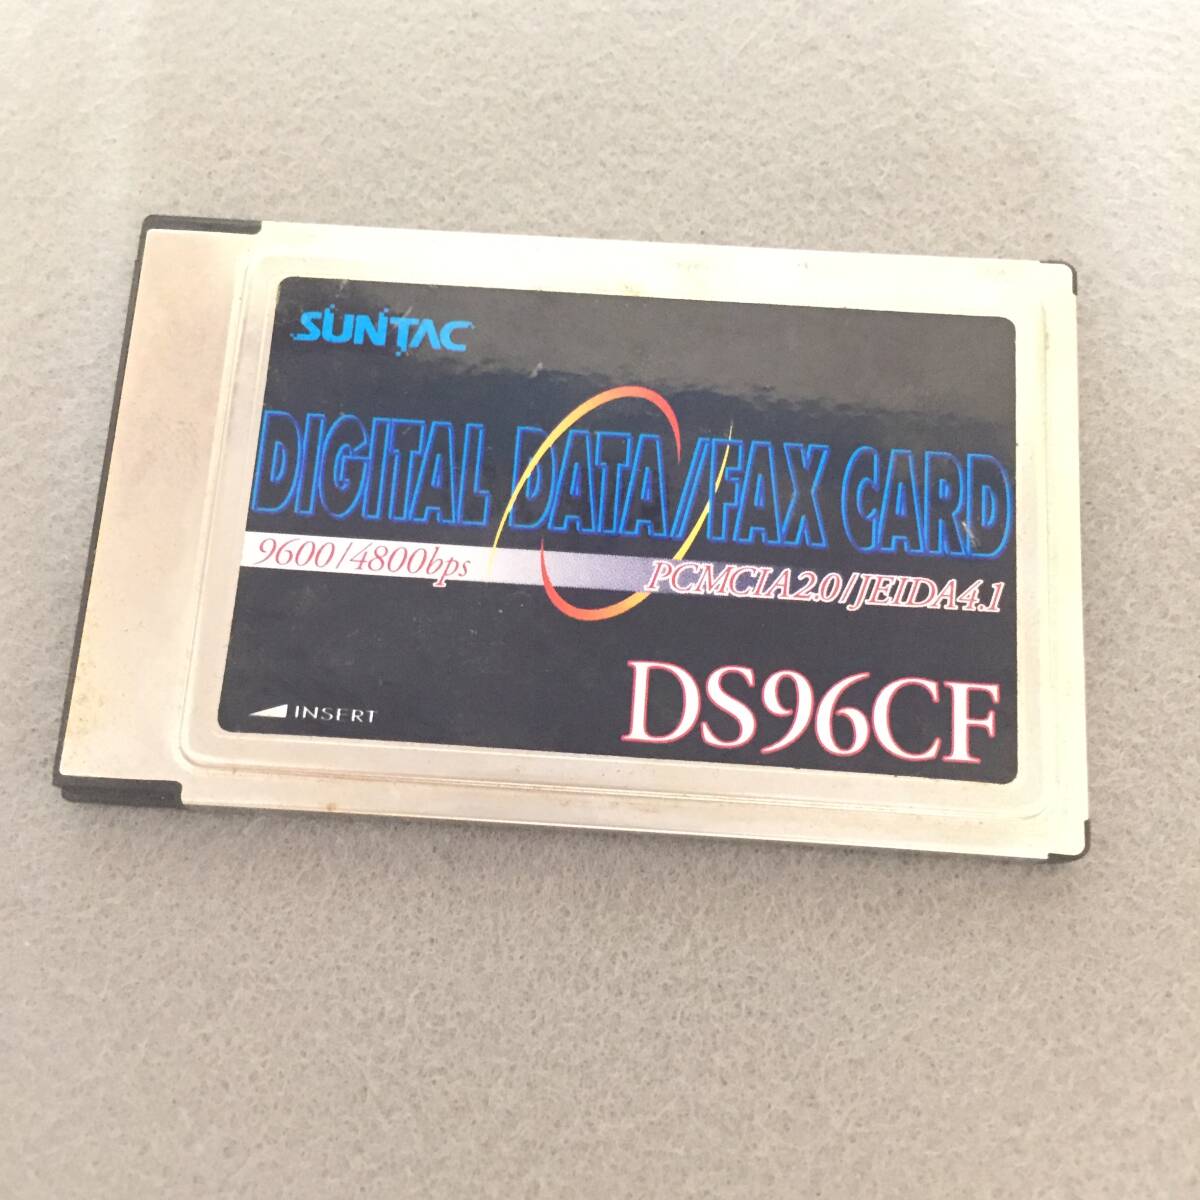 SUNTAC
DIGITAL DATA/FAX CARD
9600/4800bps PCMCIA2.0/JEIDA4.1
DS96CF
INSERT